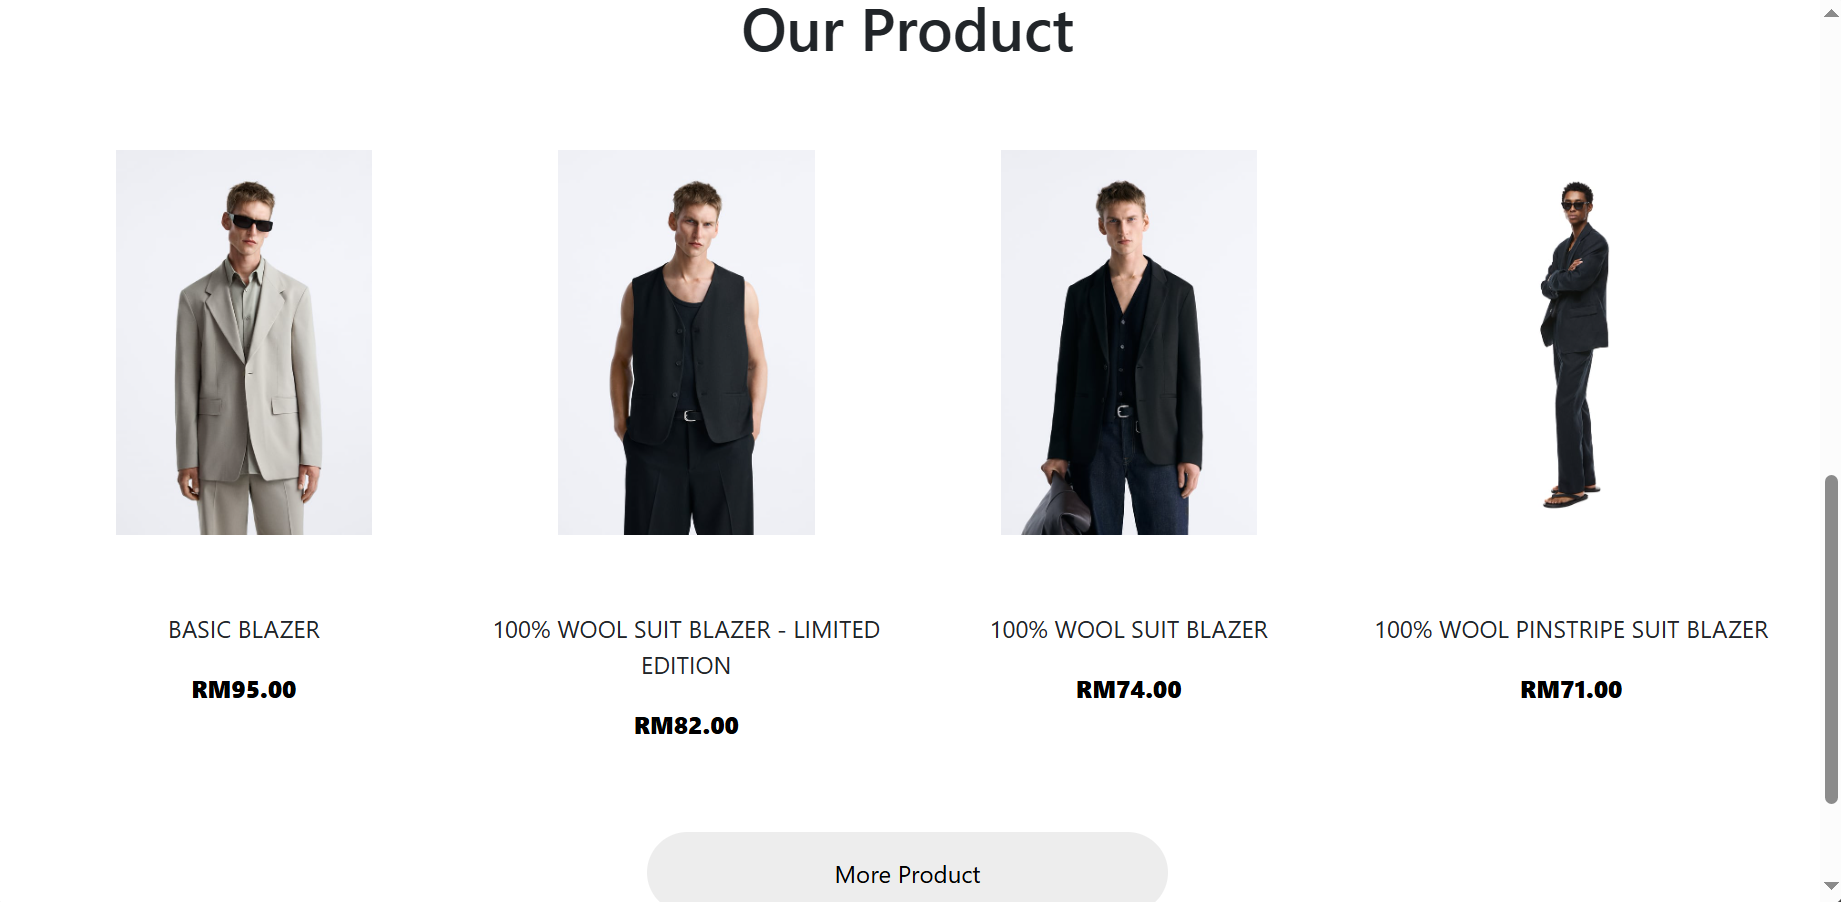 Our Product
BASIC BLAZER
RM95.00
100% WOOL SUIT BLAZER - LIMITED
EDITION
RM82.00
100% WOOL SUIT BLAZER
RM74.00
100% WOOL PINSTRIPE SUIT BLAZER
RM71.00
More Product